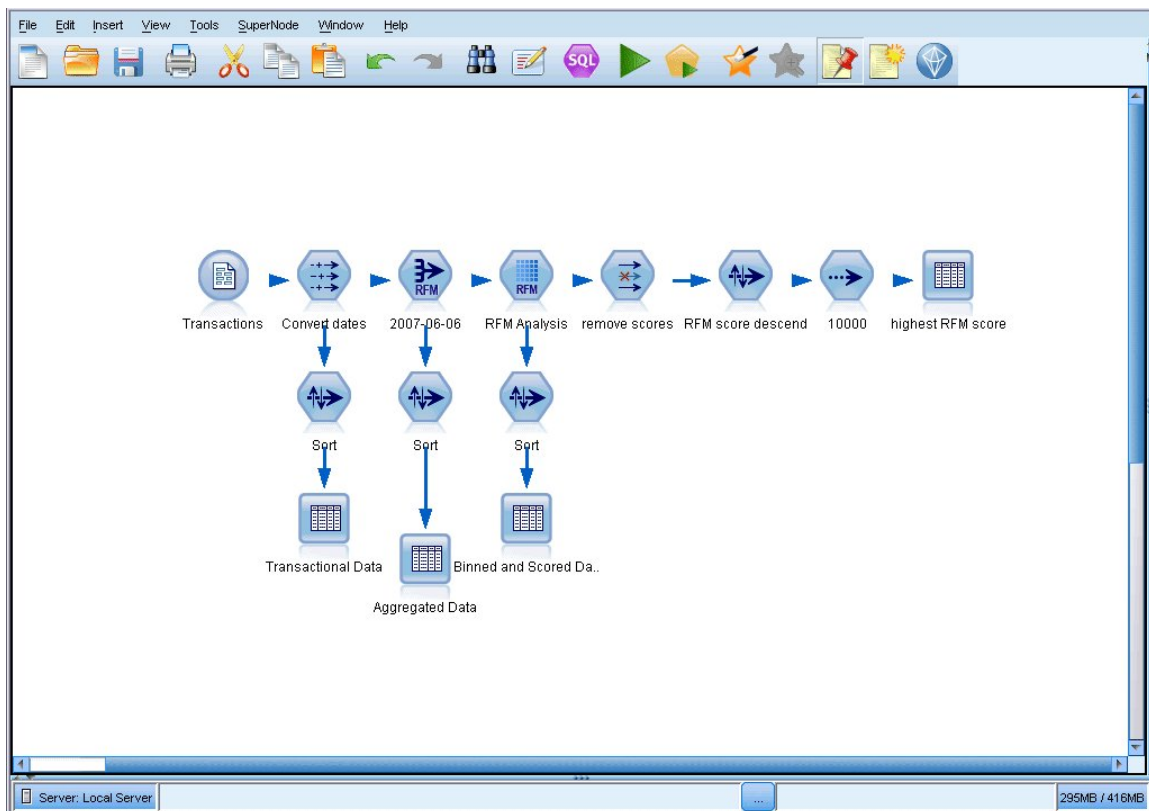 File Edit Insert View Tools SuperNode Window Help
SQL
RFM RFM
Transactions Convert dates 2007-06-06 RFM Analysis remove scores RFM score descend 10000 highest RFM score
Sort Sort Sort
Transactional Data Binned and Scored Da..
Aggregated Data
Server: Local Server ... 295MB / 416MB